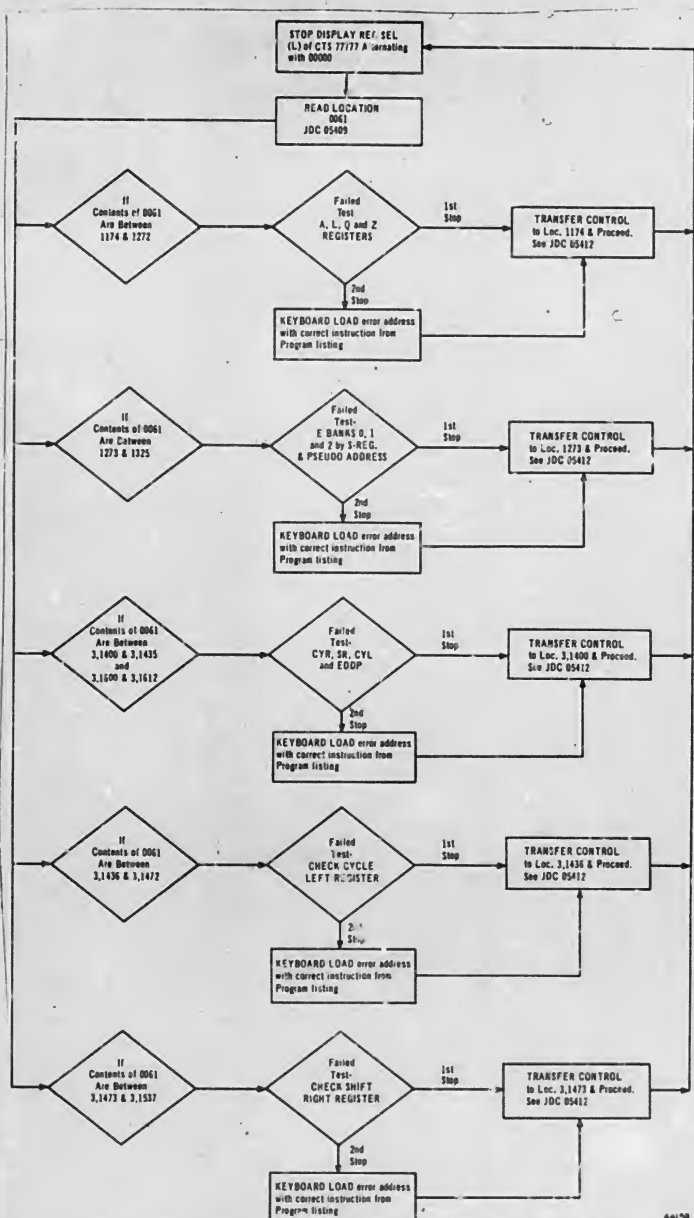 STOP DISPLAY REG. SEL
(L) of CTS 77777 Alternating
with 00000
READ LOCATION
0061
JDC 05409
If
Contents of 0061
Are Between
1174 & 1272
Failed
Test
A, L, Q and Z
REGISTERS
1st
Stop
TRANSFER CONTROL
to Loc. 1174 & Proceed.
See JDC 05412
2nd
Stop
KEYBOARD LOAD error address
with correct instruction from
Program listing
If
Contents of 0061
Are Between
1273 & 1325
Failed
Test-
E BANKS 0, 1
and 2 by S-REG.
& PSEUDO ADDRESS
1st
Stop
TRANSFER CONTROL
to Loc. 1273 & Proceed.
See JDC 05412
2nd
Stop
KEYBOARD LOAD error address
with correct instruction from
Program listing
If
Contents of 0061
Are Between
3,1400 & 3,1435
and
3,1600 & 3,1612
Failed
Test-
CYR, SR, CYL
and EDOP
1st
Stop
TRANSFER CONTROL
to Loc. 3,1400 & Proceed.
See JDC 05412
2nd
Stop
KEYBOARD LOAD error address
with correct instruction from
Program listing
If
Contents of 0061
Are Between
3,1436 & 3,1472
Failed
Test-
CHECK CYCLE
LEFT REGISTER
1st
Stop
TRANSFER CONTROL
to Loc. 3,1436 & Proceed.
See JDC 05412
2nd
Stop
KEYBOARD LOAD error address
with correct instruction from
Program listing
If
Contents of 0061
Are Between
3,1473 & 3,1537
Failed
Test-
CHECK SHIFT
RIGHT REGISTER
1st
Stop
TRANSFER CONTROL
to Loc. 3,1473 & Proceed.
See JDC 05412
2nd
Stop
KEYBOARD LOAD error address
with correct instruction from
Program listing